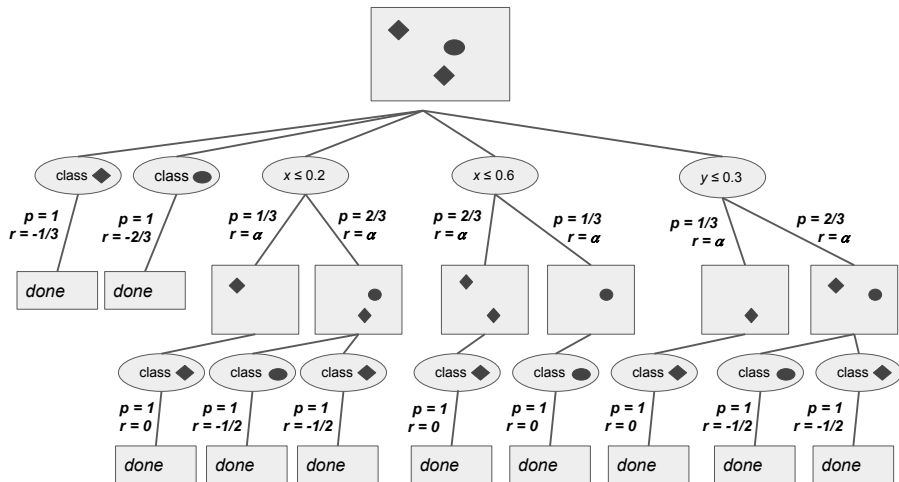 class
class
x ≤ 0.2
x ≤ 0.6
y ≤ 0.3
p = 1
r = -1/3
p = 1
r = -2/3
p = 1/3
r = α
p = 2/3
r = α
p = 2/3
r = α
p = 1/3
r = α
p = 1/3
r = α
p = 2/3
r = α
done
done
class
class
class
class
class
class
class
class
p = 1
r = 0
p = 1
r = -1/2
p = 1
r = -1/2
p = 1
r = 0
p = 1
r = 0
p = 1
r = 0
p = 1
r = -1/2
p = 1
r = -1/2
done
done
done
done
done
done
done
done